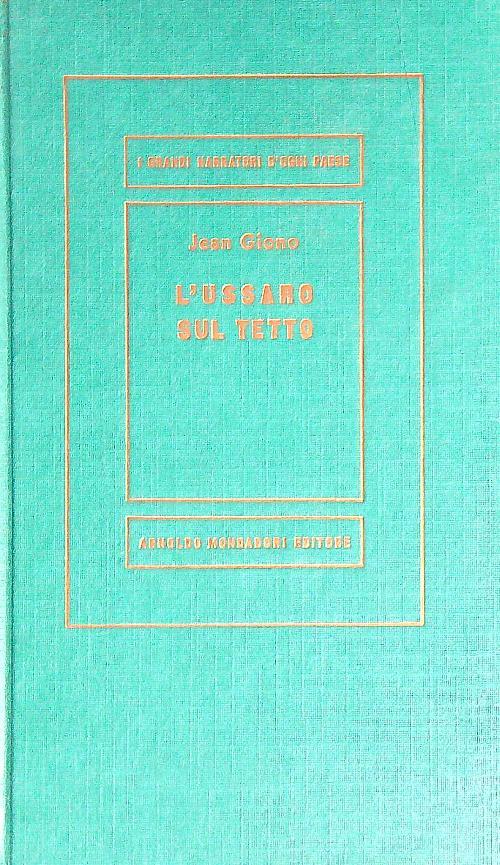 I GRANDI NARRATORI D'OGNI PAESE
Jean Giono
L'USSARO
SUL TETTO
ARNOLDO MONDADORI EDITORE